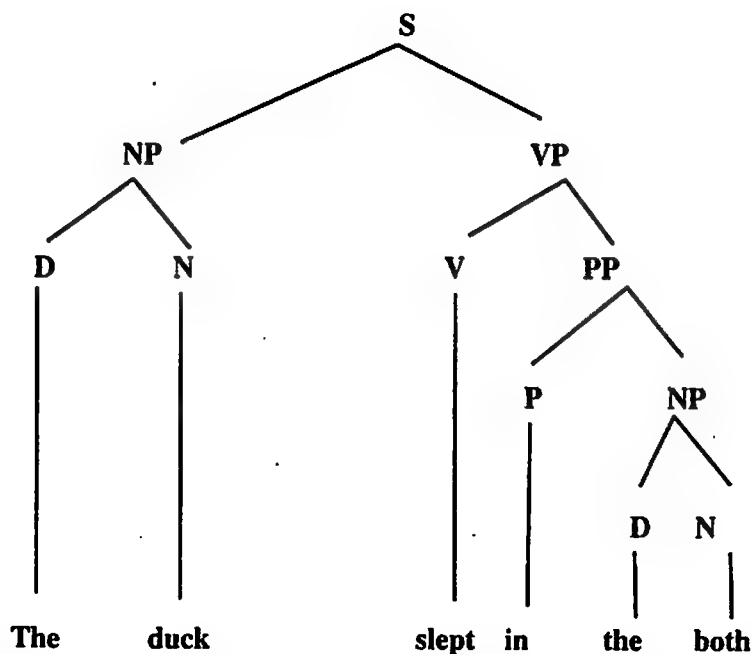 S
NP VP
D N V PP
P NP
D N
The duck slept in the both